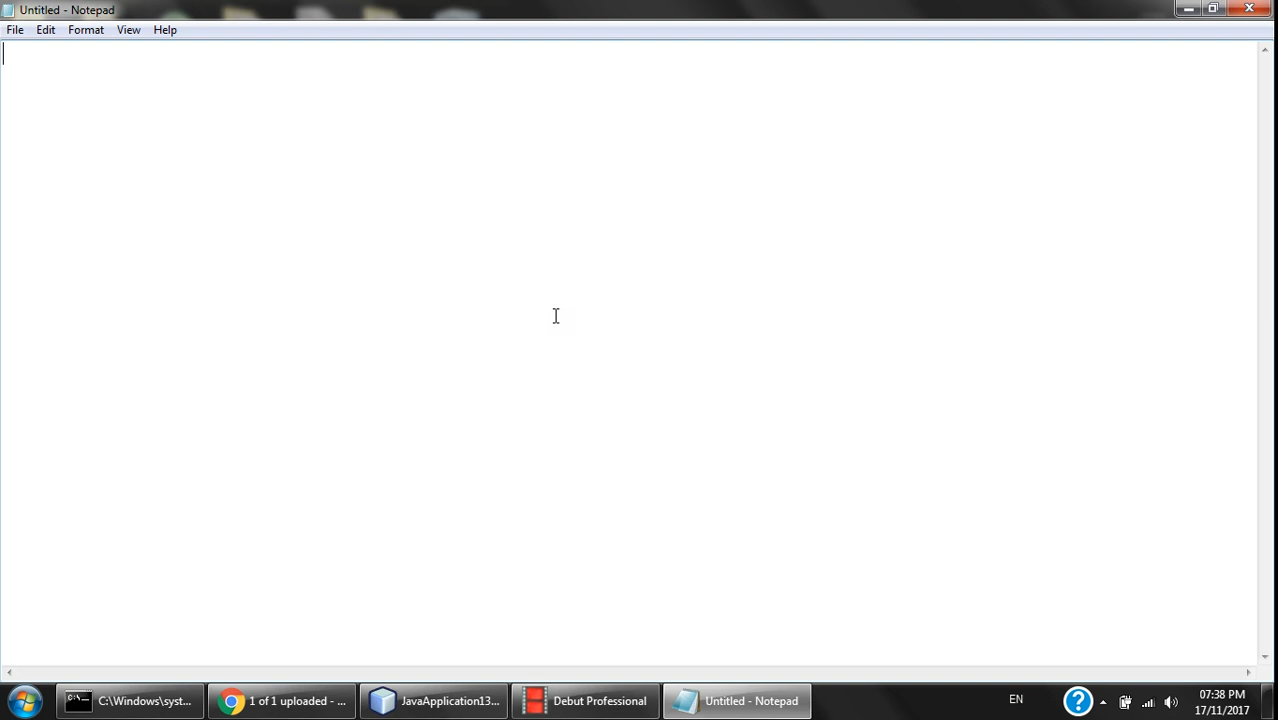 Untitled - Notepad
File Edit Format View Help
C:\Windows\syst... 1 of 1 uploaded - ... JavaApplication13... Debut Professional Untitled - Notepad EN 07:38 PM
17/11/2017